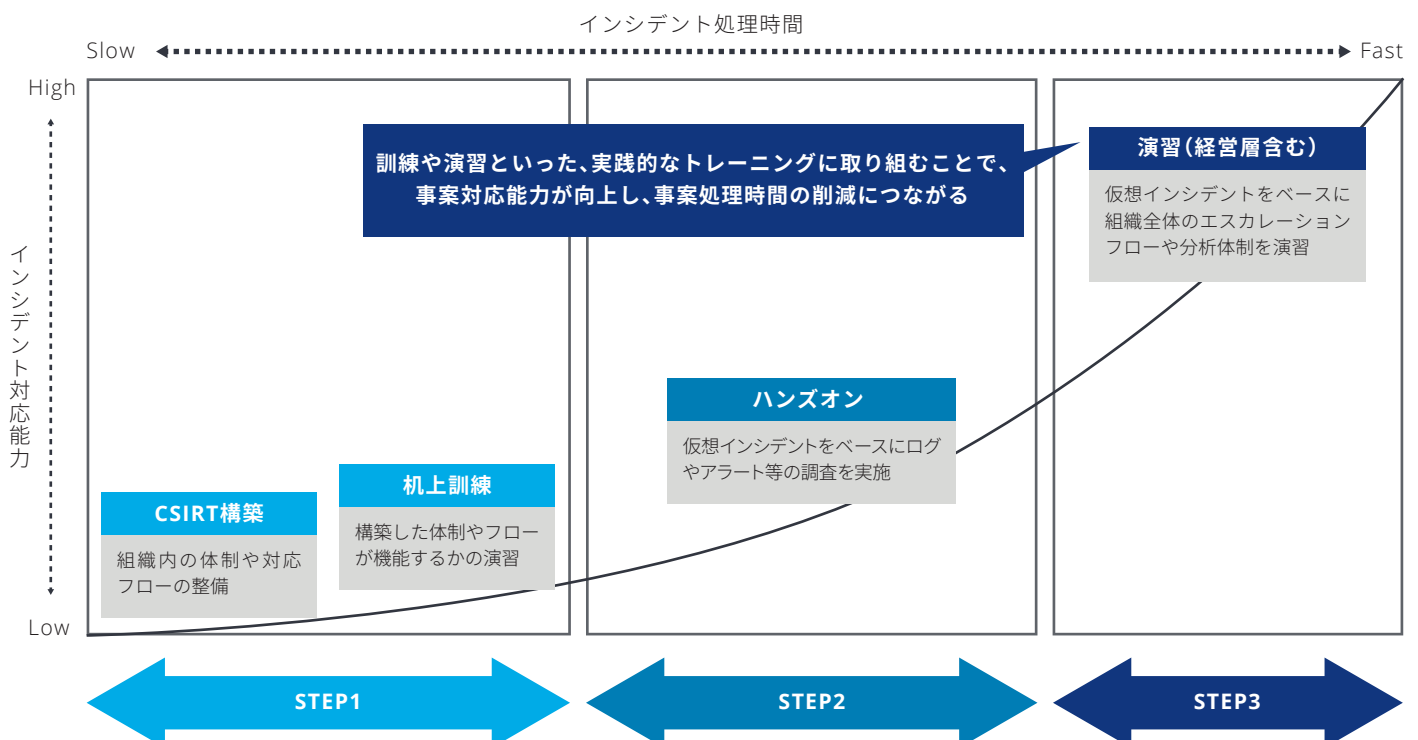 インシデント処理時間
Slow
Fast
High
インシデント対応能力
Low
訓練や演習といった、実践的なトレーニングに取り組むことで、
事案対応能力が向上し、事案処理時間の削減につながる
演習(経営層含む)
仮想インシデントをベースに
組織全体のエスカレーション
フローや分析体制を演習
ハンズオン
仮想インシデントをベースにログ
やアラート等の調査を実施
机上訓練
構築した体制やフロー
が機能するかの演習
CSIRT構築
組織内の体制や対応
フローの整備
STEP1
STEP2
STEP3